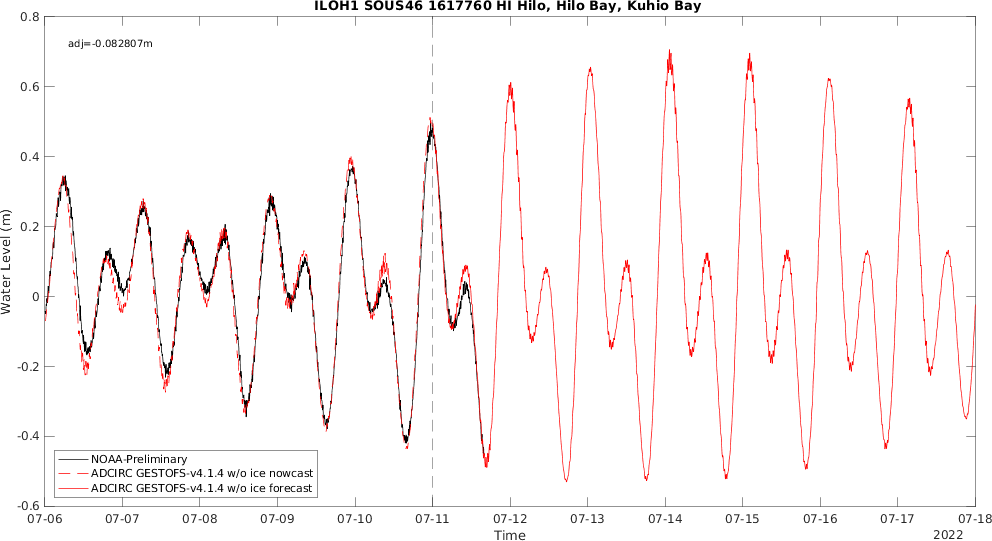 ILOH1 SOUS46 1617760 HI Hilo, Hilo Bay, Kuhio Bay
adj=-0.082807m
0.8
0.6
0.4
0.2
0
-0.2
-0.4
-0.6
Water Level (m)
NOAA-Preliminary
ADCIRC GESTOFS-v4.1.4 w/o ice nowcast
ADCIRC GESTOFS-v4.1.4 w/o ice forecast
07-06 07-07 07-08 07-09 07-10 07-11 07-12 07-13 07-14 07-15 07-16 07-17 07-18
Time
2022